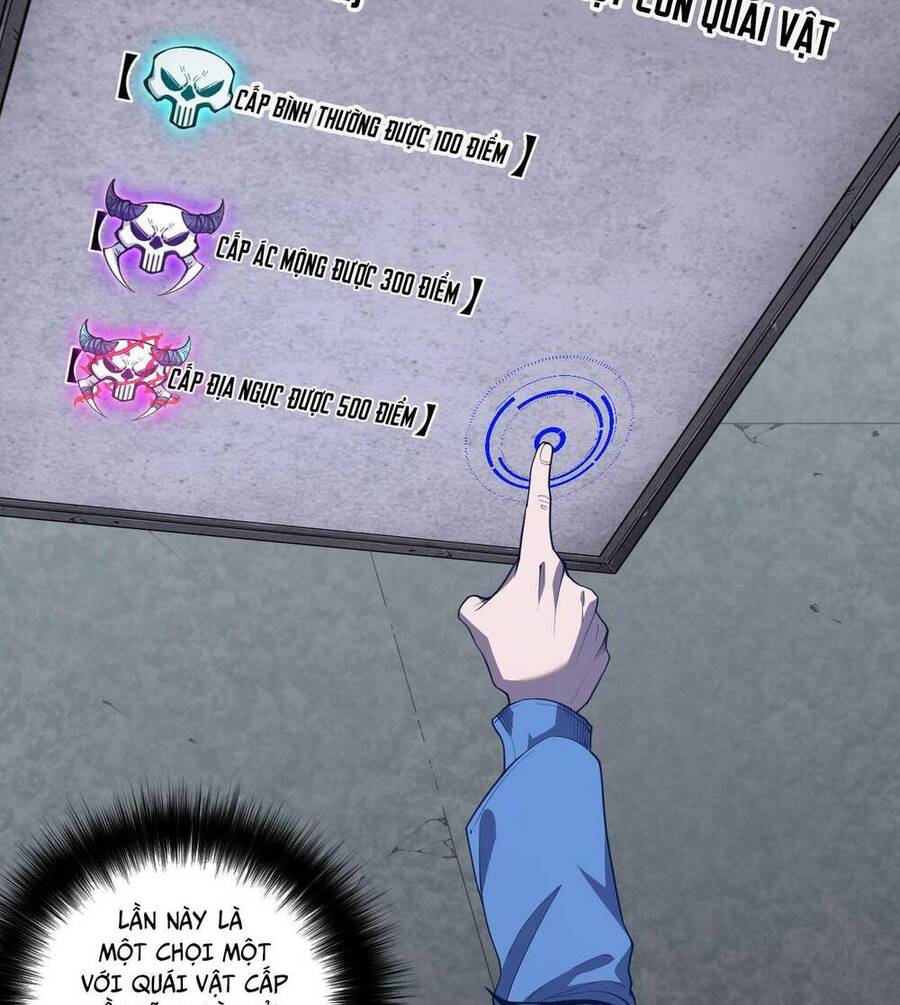 CON QUÁI VẬT
【 CẤP BÌNH THƯỜNG ĐƯỢC 100 ĐIỂM 】
【 CẤP ÁC MỘNG ĐƯỢC 300 ĐIỂM 】
【 CẤP ĐỊA NGỤC ĐƯỢC 500 ĐIỂM 】
LẦN NÀY LÀ
MỘT CHỌI MỘT
VỚI QUÁI VẬT CẤP